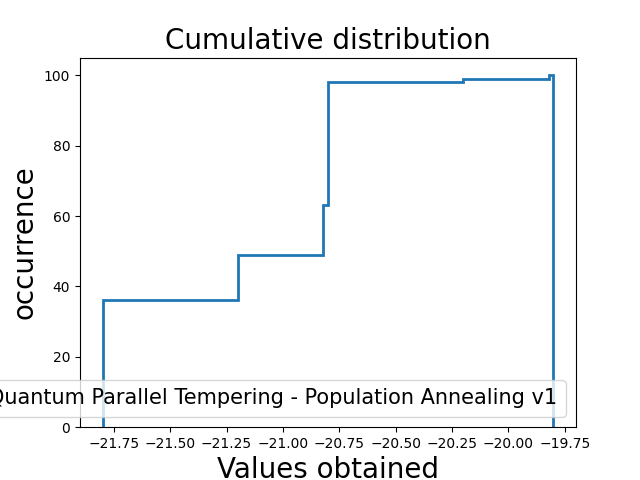 Cumulative distribution
occurrence
100
80
60
40
20
0
Parallel Tempering - Population Annealing v1
−21.75 −21.50 −21.25 −21.00 −20.75 −20.50 −20.25 −20.00 −19.75
Values obtained